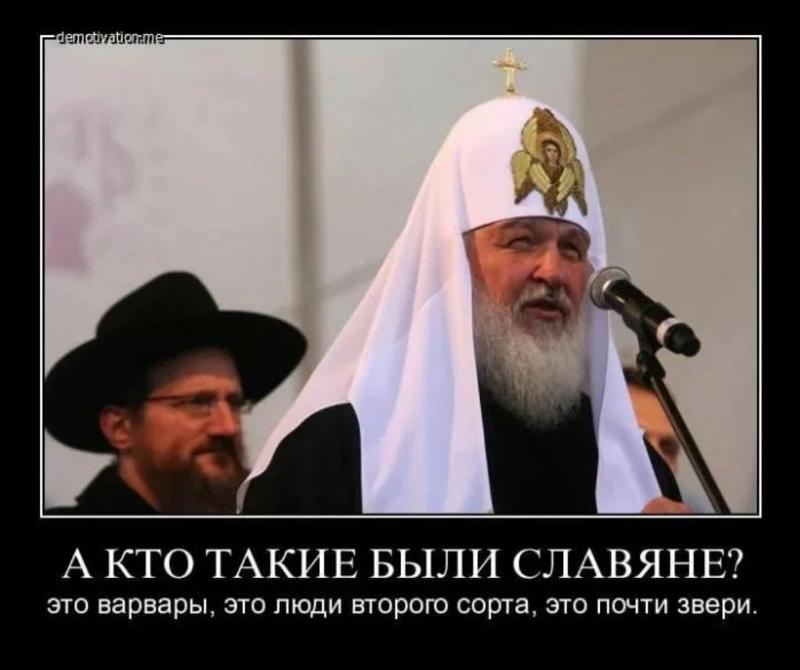 demotivation.me
А КТО ТАКИЕ БЫЛИ СЛАВЯНЕ?
это варвары, это люди второго сорта, это почти звери.